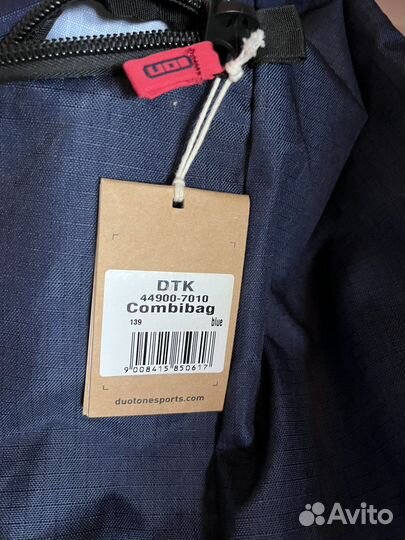 ION
DTK
44900-7010
Combibag
139 blue
9 008415 850617
duotonesports.com
Avito